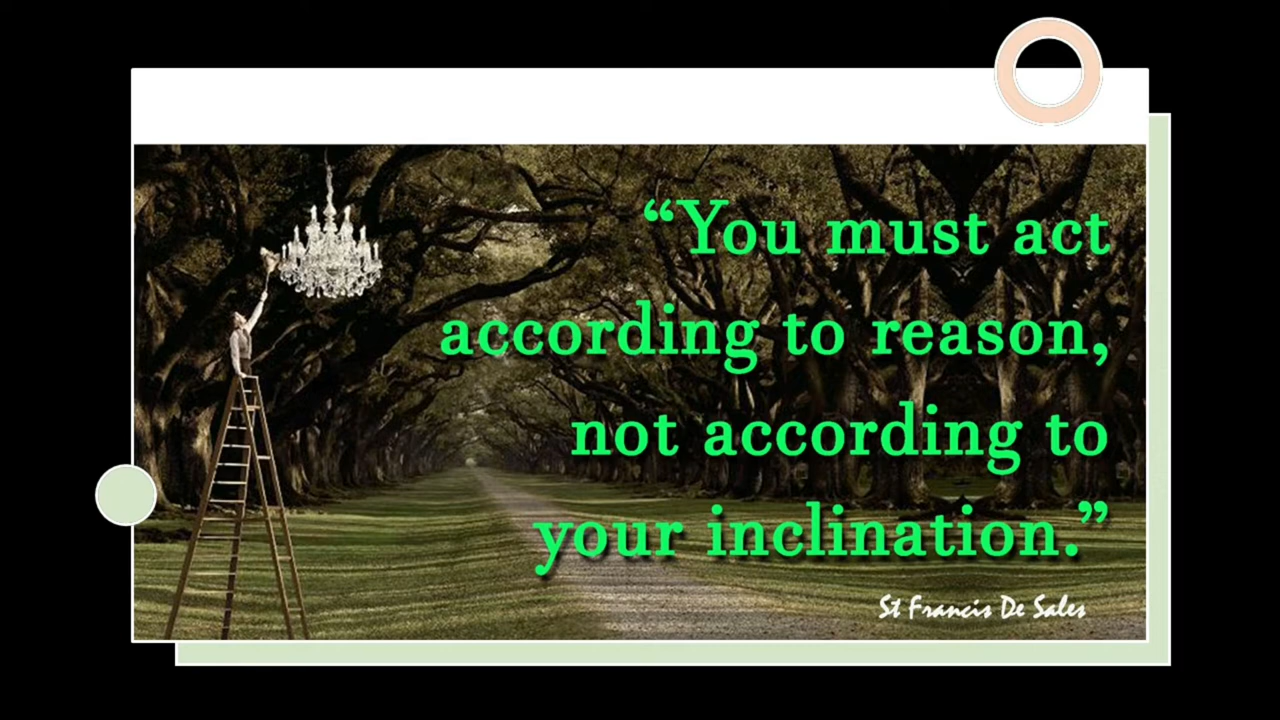 “You must act
according to reason,
not according to
your inclination.”
St Francis De Sales